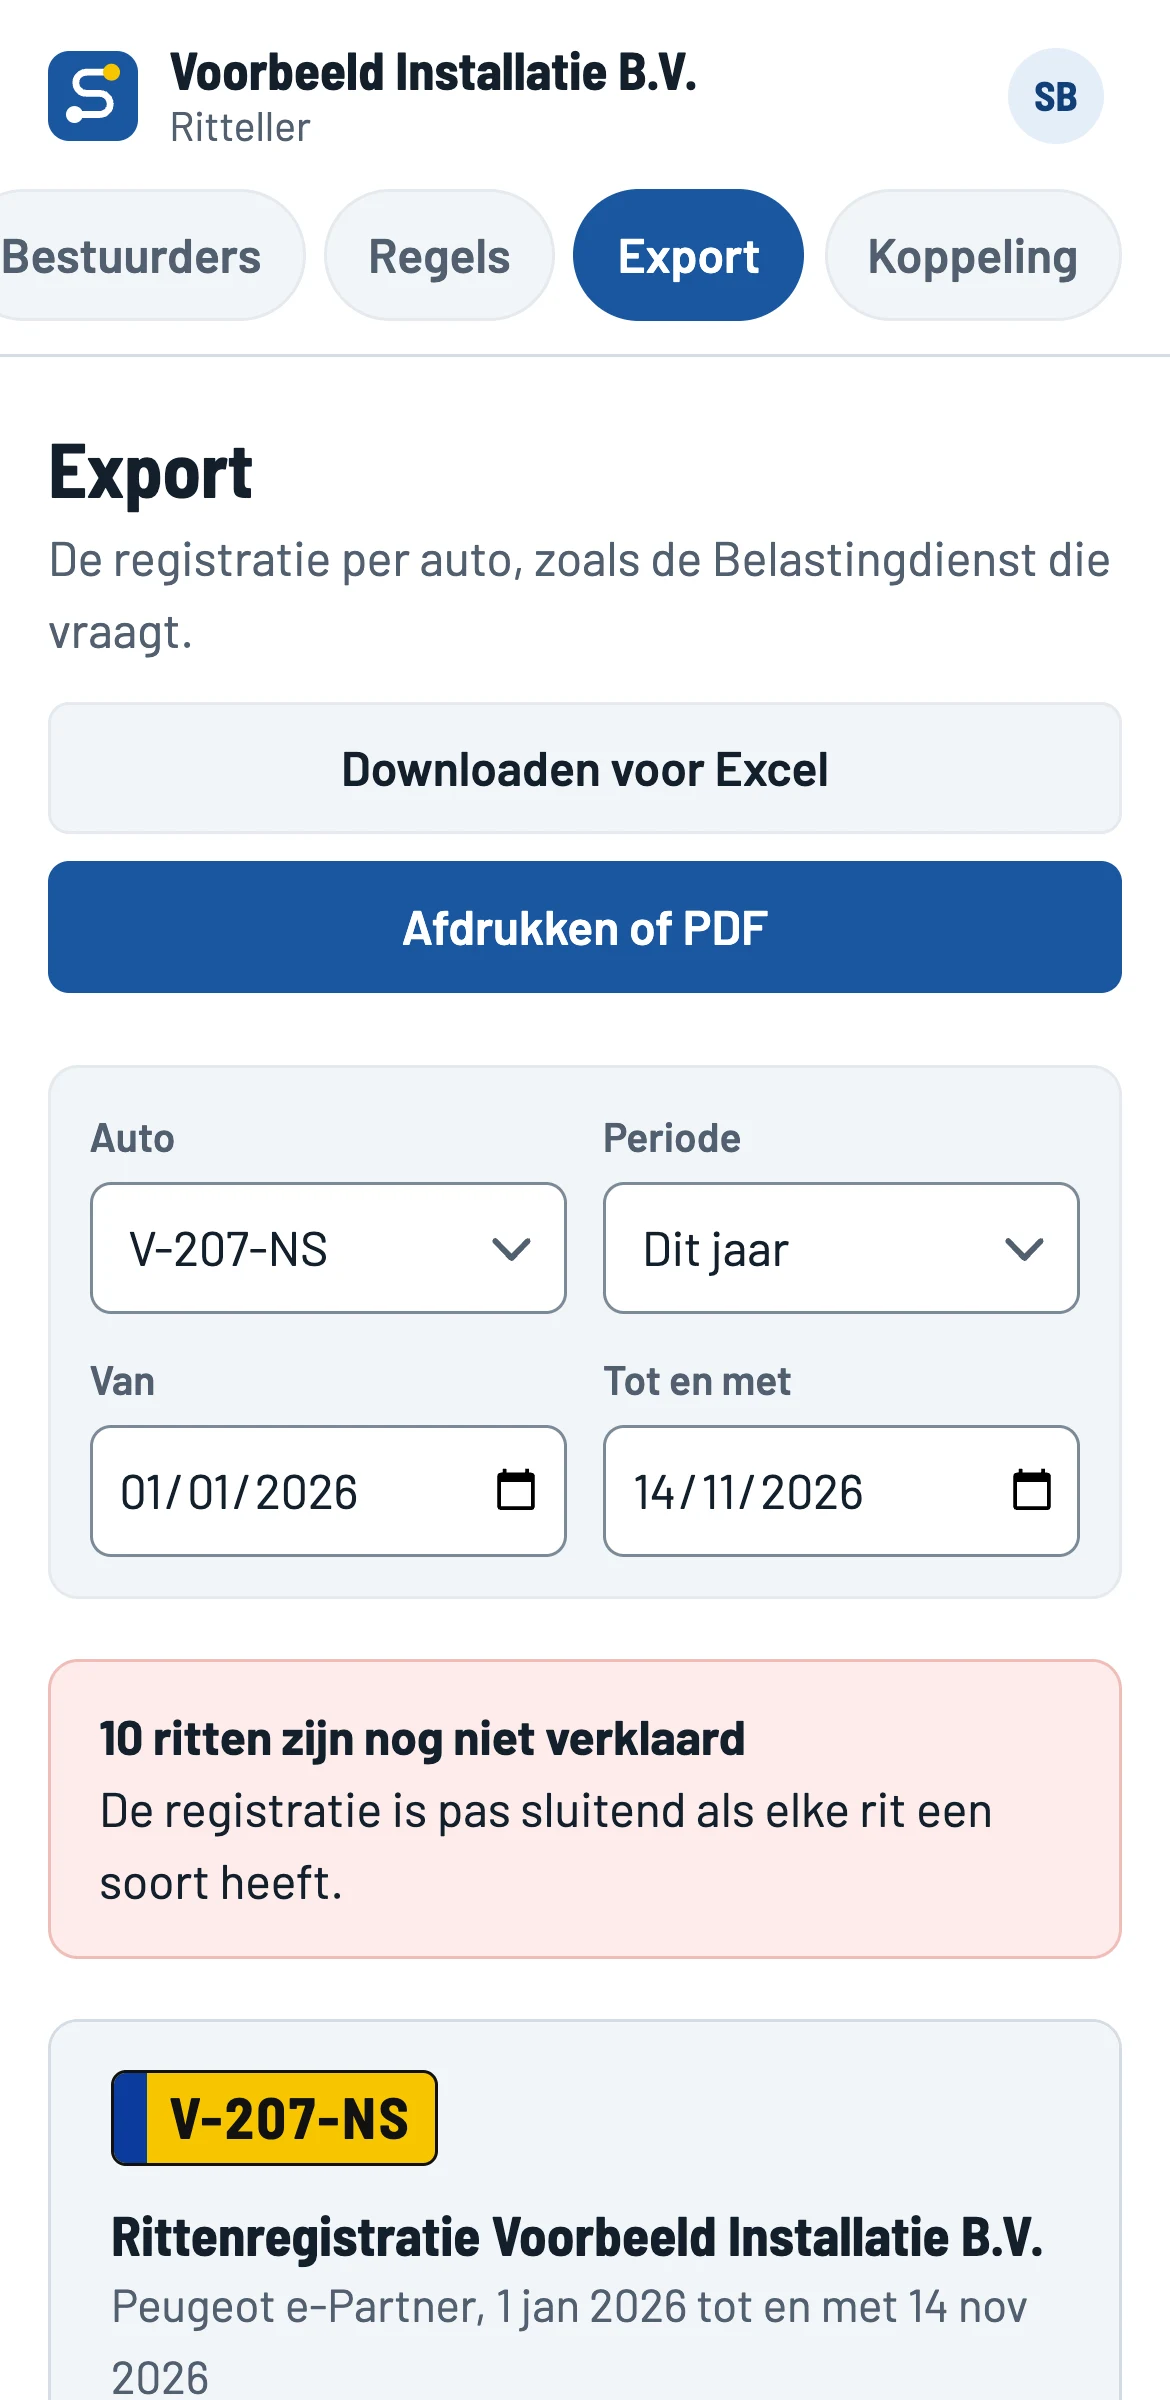 Voorbeeld Installatie B.V.
Ritteller
SB
Bestuurders
Regels
Export
Koppeling
Export
De registratie per auto, zoals de Belastingdienst die
vraagt.
Downloaden voor Excel
Afdrukken of PDF
Auto
Periode
V-207-NS
Dit jaar
Van
Tot en met
01/01/2026
14/11/2026
10 ritten zijn nog niet verklaard
De registratie is pas sluitend als elke rit een
soort heeft.
V-207-NS
Rittenregistratie Voorbeeld Installatie B.V.
Peugeot e-Partner, 1 jan 2026 tot en met 14 nov
2026